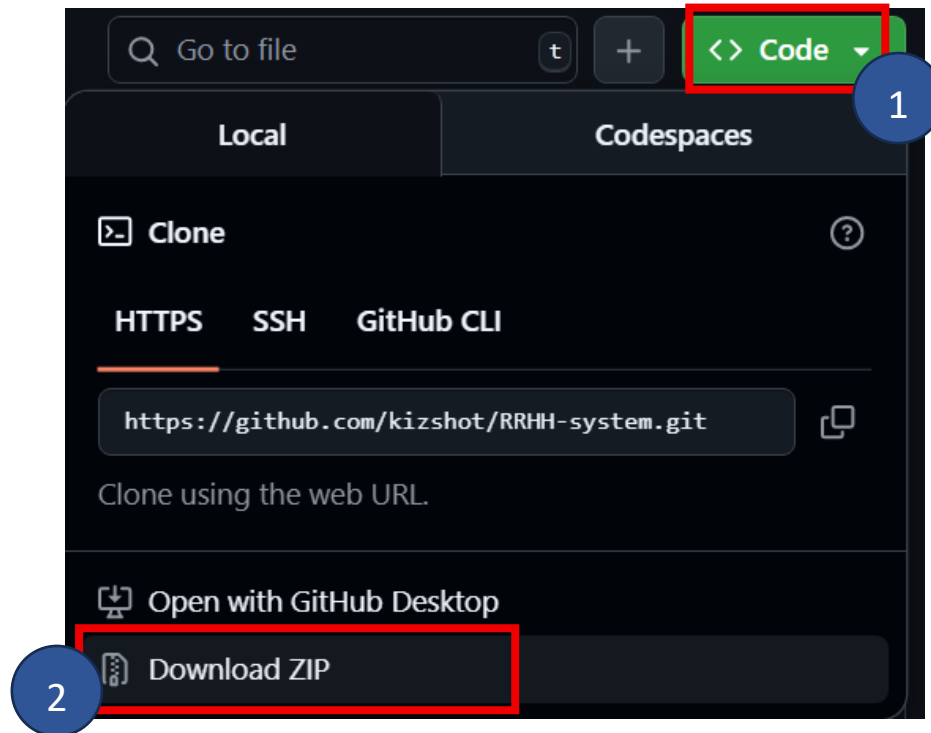 Go to file
t
+
<> Code
1
Local
Codespaces
Clone
HTTPS
SSH
GitHub CLI
https://github.com/kizshot/RRHH-system.git
Clone using the web URL.
Open with GitHub Desktop
Download ZIP
2